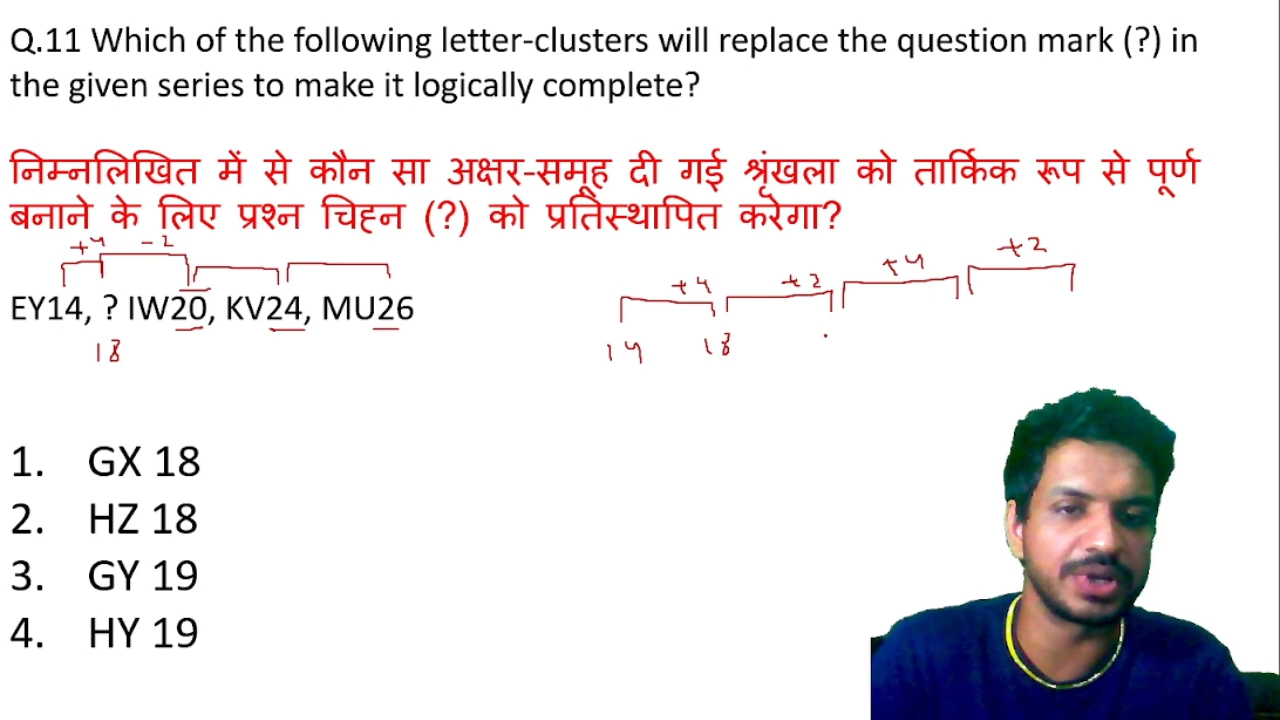 Q.11 Which of the following letter-clusters will replace the question mark (?) in
the given series to make it logically complete?
निम्नलिखित में से कौन सा अक्षर-समूह दी गई श्रृंखला को तार्किक रूप से पूर्ण
बनाने के लिए प्रश्न चिह्न (?) को प्रतिस्थापित करेगा?
+4 -2
+4 +2 +4 +2
EY14, ? IW20, KV24, MU26
18
14 18
1. GX 18
2. HZ 18
3. GY 19
4. HY 19